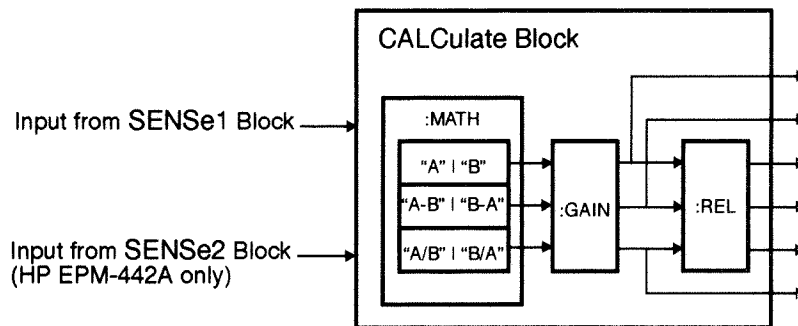 CALCulate Block
Input from SENSe1 Block
:MATH
"A" | "B"
"A-B" | "B-A"
:GAIN
:REL
"A/B" | "B/A"
Input from SENSe2 Block
(HP EPM-442A only)